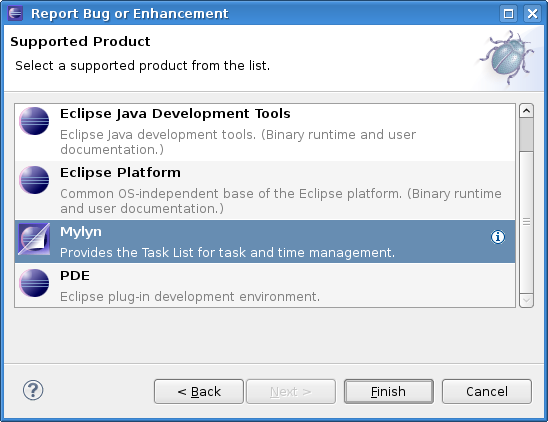 Report Bug or Enhancement
Supported Product
Select a supported product from the list.
Eclipse Java Development Tools
Eclipse Java development tools. (Binary runtime and user
documentation.)
Eclipse Platform
Common OS-independent base of the Eclipse platform. (Binary runtime
and user documentation.)
Mylyn
Provides the Task List for task and time management.
PDE
Eclipse plug-in development environment.
< Back
Next >
Finish
Cancel